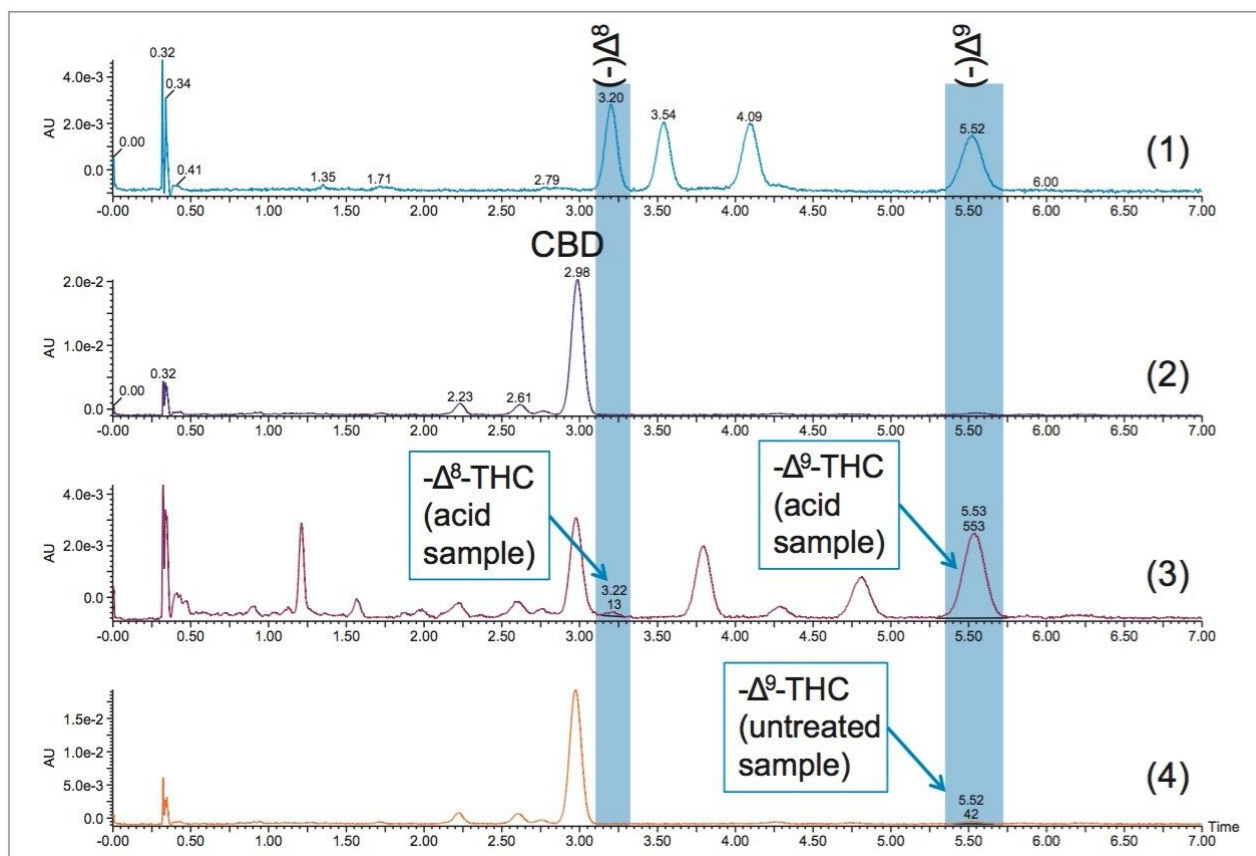 (-)Δ⁸
(-)Δ⁹
0.32
0.34
0.00
0.41
1.35
1.71
2.79
3.20
3.54
4.09
5.52
6.00
4.0e-3
2.0e-3
0.0
AU
(1)
-0.00 0.50 1.00 1.50 2.00 2.50 3.00 3.50 4.00 4.50 5.00 5.50 6.00 6.50 7.00
CBD
2.98
2.0e-2
1.0e-2
0.0
AU
0.00
0.32
2.23
2.61
(2)
-0.00 0.50 1.00 1.50 2.00 2.50 3.00 3.50 4.00 4.50 5.00 5.50 6.00 6.50 7.00
-Δ⁸-THC
(acid
sample)
-Δ⁹-THC
(acid
sample)
4.0e-3
2.0e-3
0.0
AU
3.22
13
5.53
553
(3)
-0.00 0.50 1.00 1.50 2.00 2.50 3.00 3.50 4.00 4.50 5.00 5.50 6.00 6.50 7.00
-Δ⁹-THC
(untreated
sample)
1.5e-2
1.0e-2
5.0e-3
0.0
AU
5.52
42
(4)
Time
-0.00 0.50 1.00 1.50 2.00 2.50 3.00 3.50 4.00 4.50 5.00 5.50 6.00 6.50 7.00